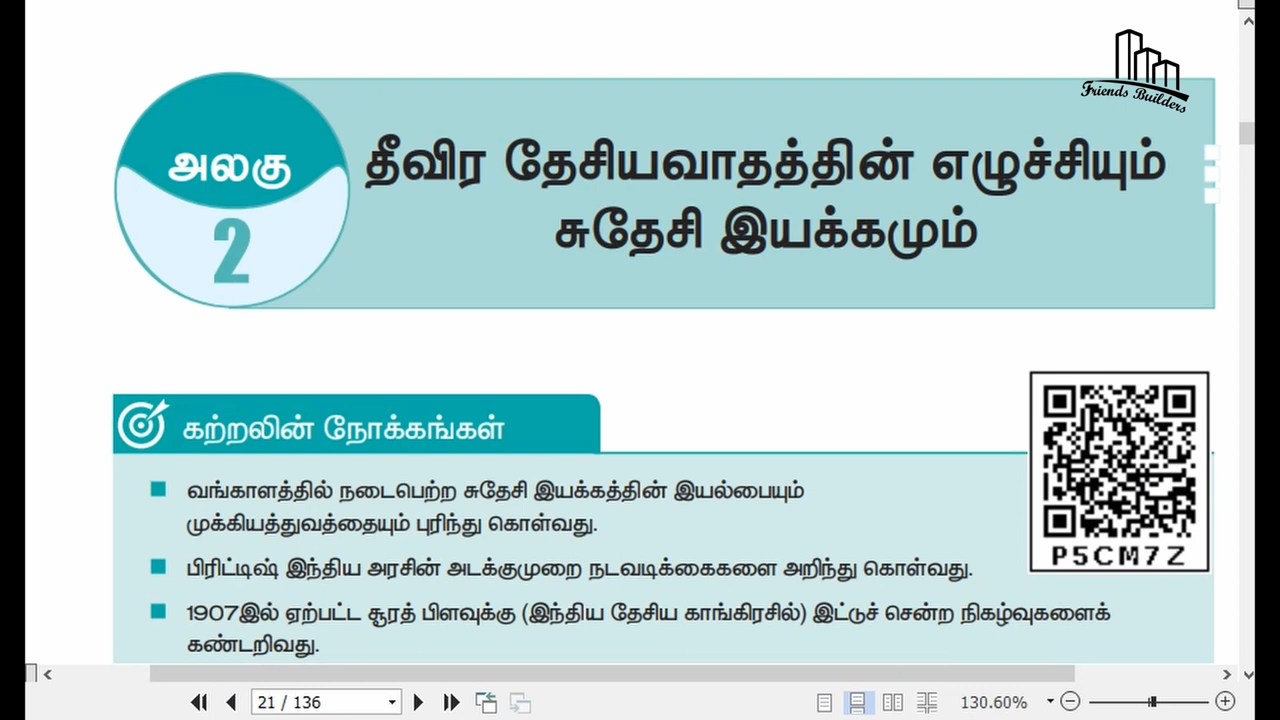 Friends Builders
அலகு
2
தீவிர தேசியவாதத்தின் எழுச்சியும்
சுதேசி இயக்கமும்
கற்றலின் நோக்கங்கள்
வங்காளத்தில் நடைபெற்ற சுதேசி இயக்கத்தின் இயல்பையும்
முக்கியத்துவத்தையும் புரிந்து கொள்வது.
பிரிட்டிஷ் இந்திய அரசின் அடக்குமுறை நடவடிக்கைகளை அறிந்து கொள்வது.
1907இல் ஏற்பட்ட சூரத் பிளவுக்கு (இந்திய தேசிய காங்கிரசில்) இட்டுச் சென்ற நிகழ்வுகளைக்
கண்டறிவது.
P5CM7Z
21 / 136
130.60%